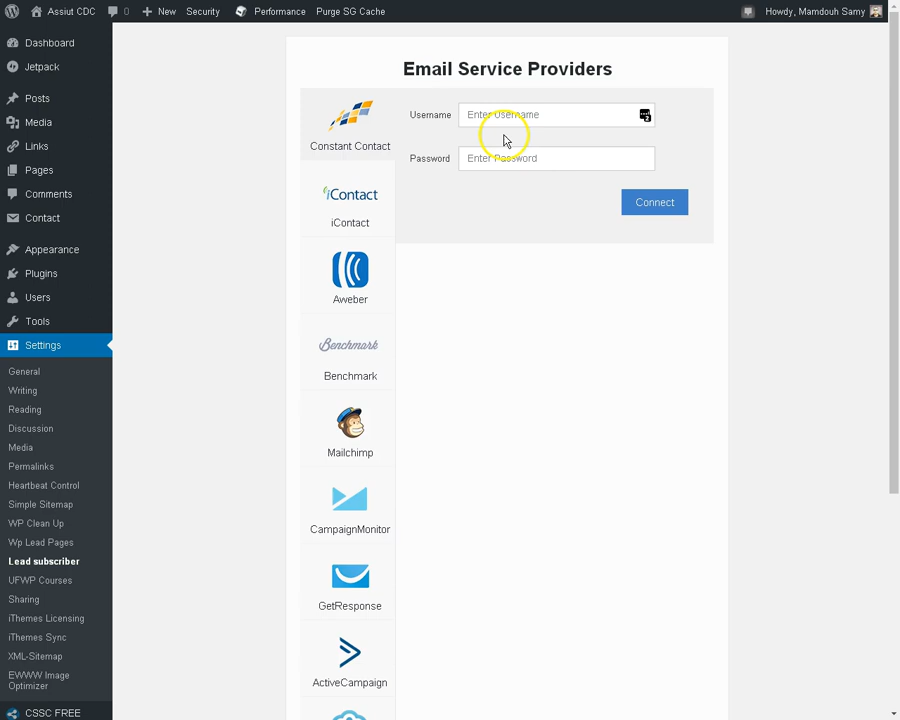 Assiut CDC
0
New
Security
Performance
Purge SG Cache
Howdy, Mamdouh Samy
Dashboard
Jetpack
Posts
Media
Links
Pages
Comments
Contact
Appearance
Plugins
Users
Tools
Settings
General
Writing
Reading
Discussion
Media
Permalinks
Heartbeat Control
Simple Sitemap
WP Clean Up
Wp Lead Pages
Lead subscriber
UFWP Courses
Sharing
iThemes Licensing
iThemes Sync
XML-Sitemap
EWWW Image
Optimizer
CSSC FREE
Email Service Providers
Constant Contact
iContact
iContact
Aweber
Benchmark
Benchmark
Mailchimp
CampaignMonitor
GetResponse
ActiveCampaign
Username
Enter Username
2
Password
Enter Password
Connect